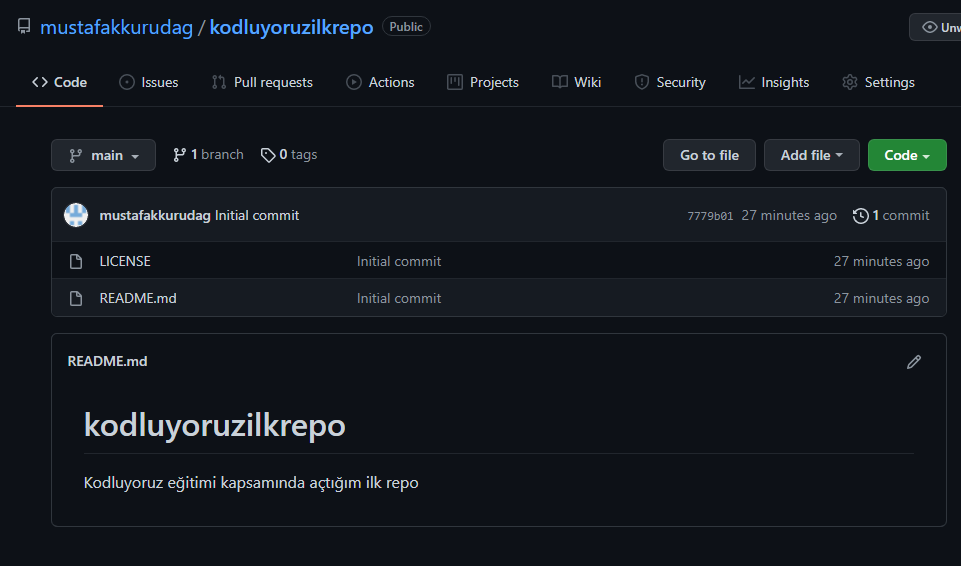 mustafakkurudag / kodluyoruzilkrepo Public
Code Issues Pull requests Actions Projects Wiki Security Insights Settings
main 1 branch 0 tags Go to file Add file Code
mustafakkurudag Initial commit 7779b01 27 minutes ago 1 commit
LICENSE Initial commit 27 minutes ago
README.md Initial commit 27 minutes ago
README.md
kodluyoruzilkrepo
Kodluyoruz eğitimi kapsamında açtığım ilk repo